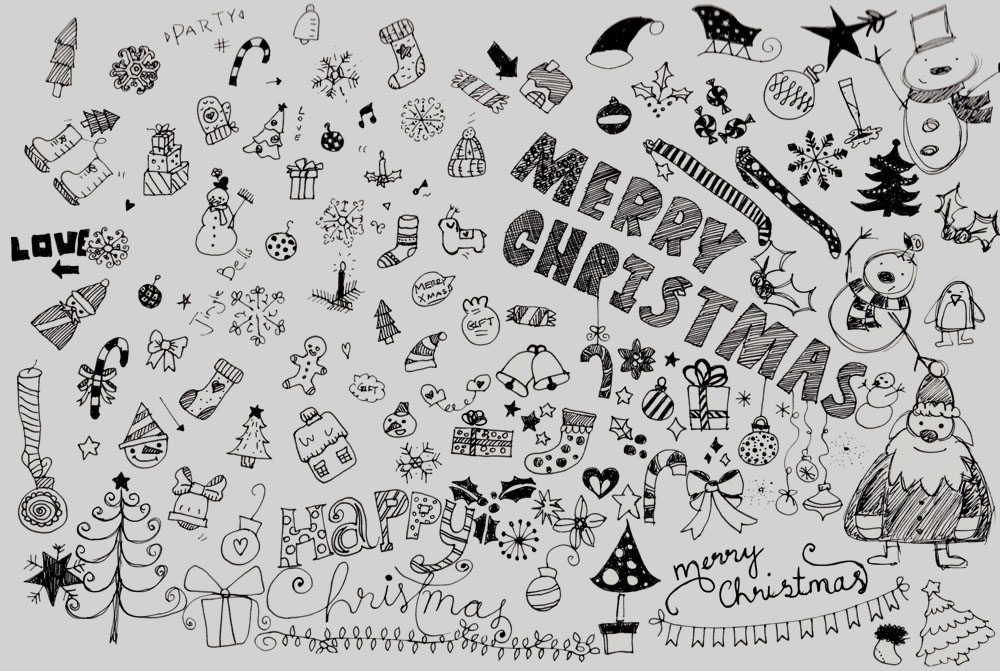 PARTY
#
LOVE
LOVE
MERRY
CHRISTMAS
Jingle
Bells
MERRY
XMAS
GIFT
GIFT
HAPPY
Christmas
merry
Christmas